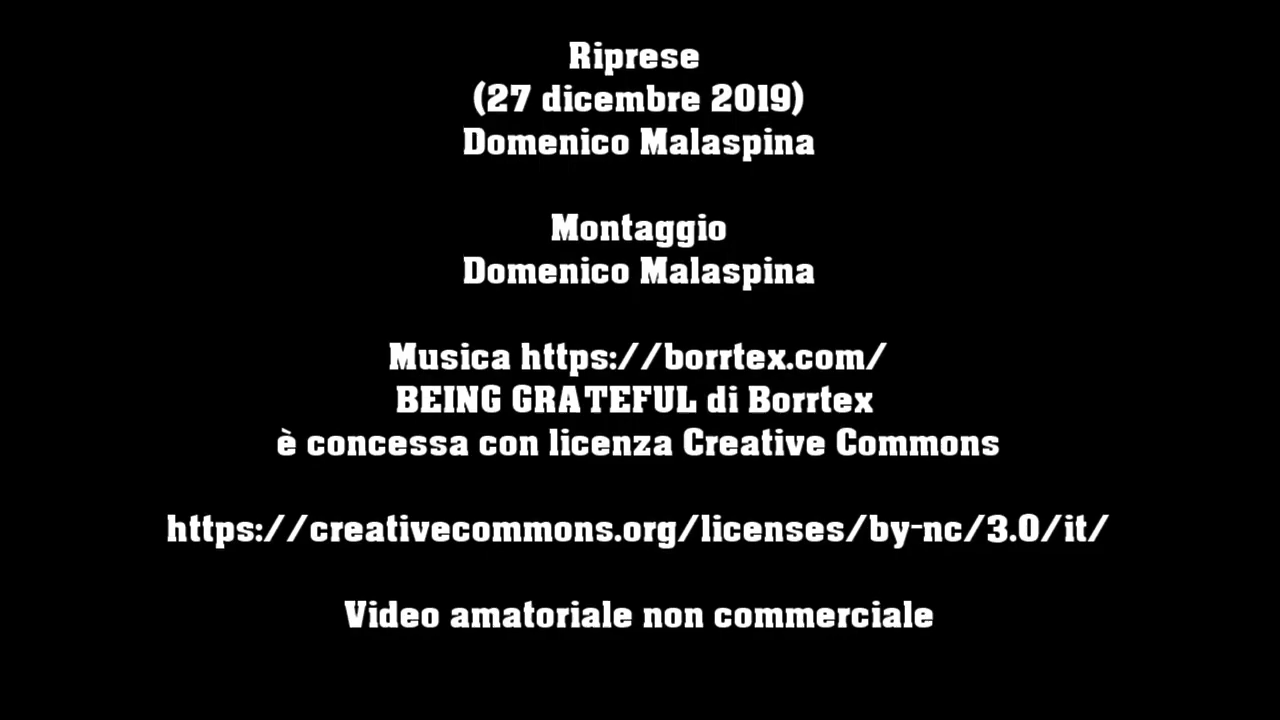 Riprese
(27 dicembre 2019)
Domenico Malaspina
Montaggio
Domenico Malaspina
Musica https://borrtex.com/
BEING GRATEFUL di Borrtex
è concessa con licenza Creative Commons
https://creativecommons.org/licenses/by-nc/3.0/it/
Video amatoriale non commerciale